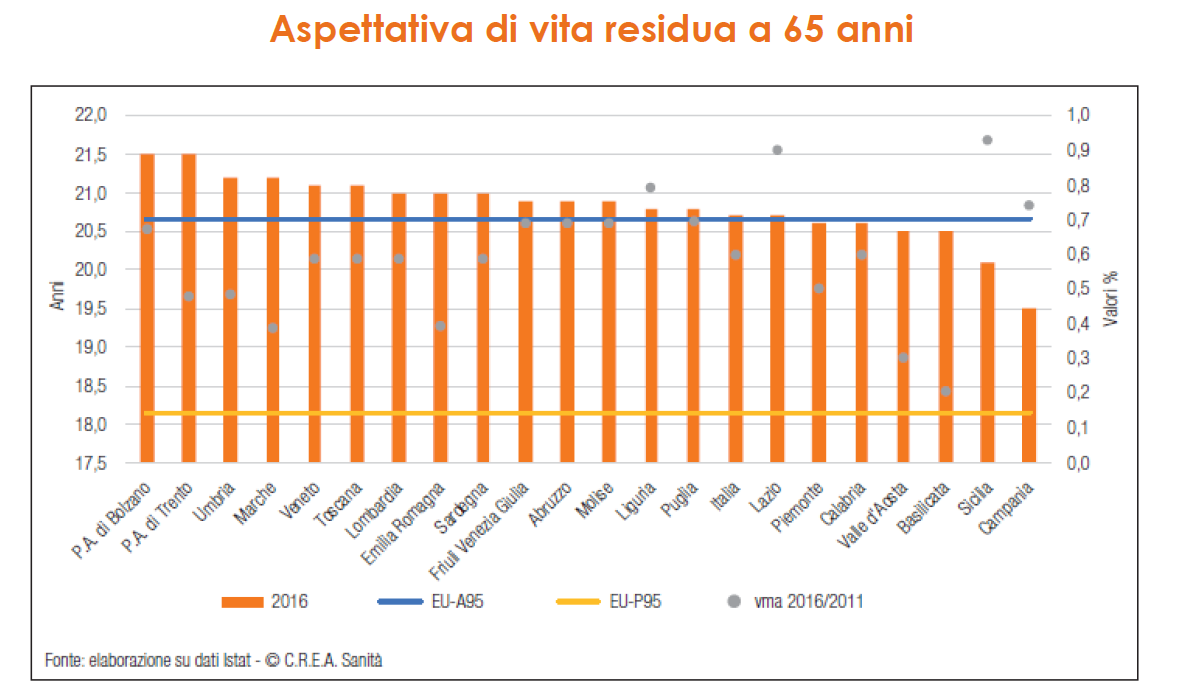 Aspettativa di vita residua a 65 anni
22,0
21,5
21,0
20,5
20,0
19,5
19,0
18,5
18,0
17,5
Anni
1,0
0,9
0,8
0,7
0,6
0,5
0,4
0,3
0,2
0,1
0,0
Valori %
P.A. di Bolzano
P.A. di Trento
Umbria
Marche
Veneto
Toscana
Lombardia
Emilia Romagna
Sardegna
Friuli Venezia Giulia
Abruzzo
Molise
Liguria
Puglia
Italia
Lazio
Piemonte
Calabria
Valle d'Aosta
Basilicata
Sicilia
Campania
2016 EU-A95 EU-P95 vma 2016/2011
Fonte: elaborazione su dati Istat - © C.R.E.A. Sanità